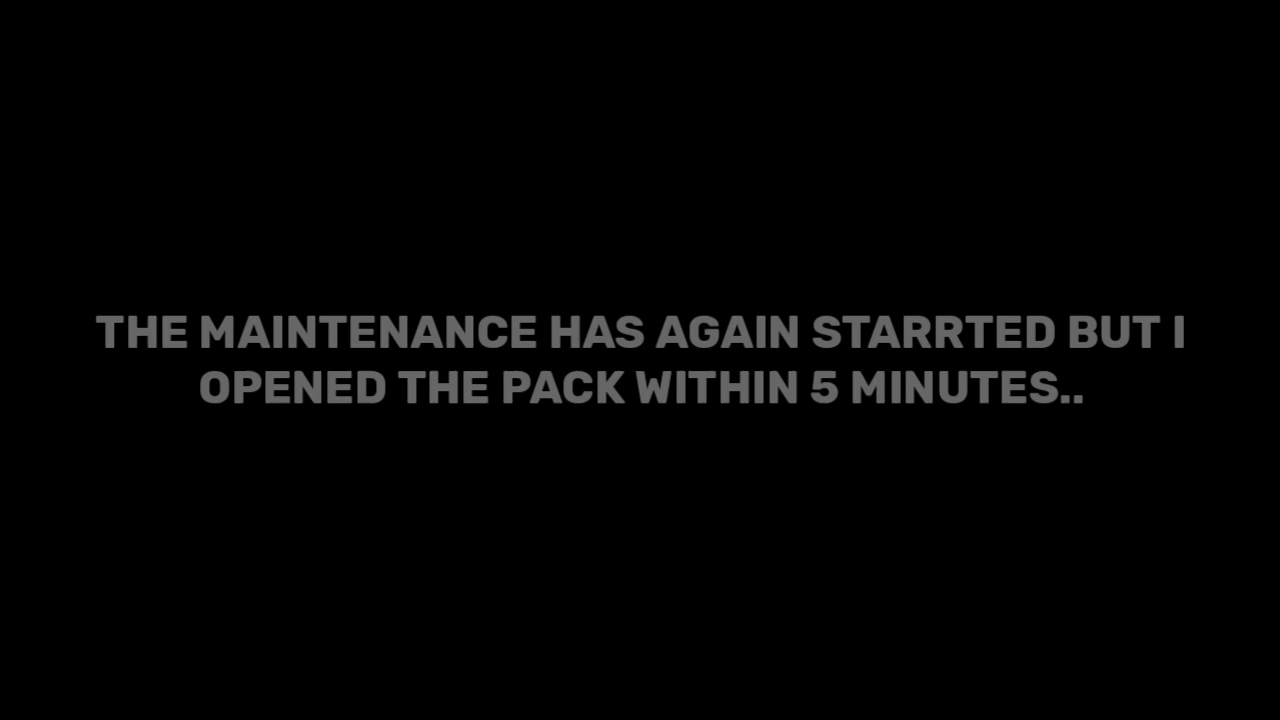 THE MAINTENANCE HAS AGAIN STARRTED BUT I
OPENED THE PACK WITHIN 5 MINUTES..